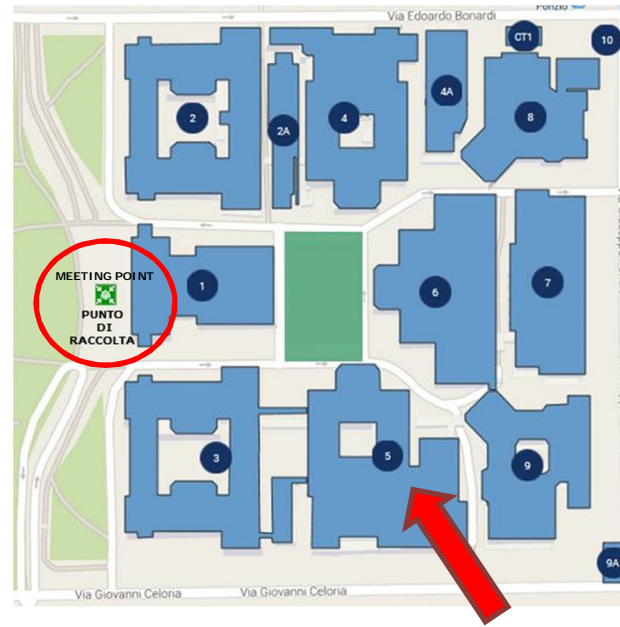 Ponzio
Via Edoardo Bonardi
CT1
10
2
2A
4
4A
8
MEETING POINT
PUNTO
DI
RACCOLTA
1
6
7
3
5
9
9A
Via Giovanni Celoria
Via Giovanni Celoria